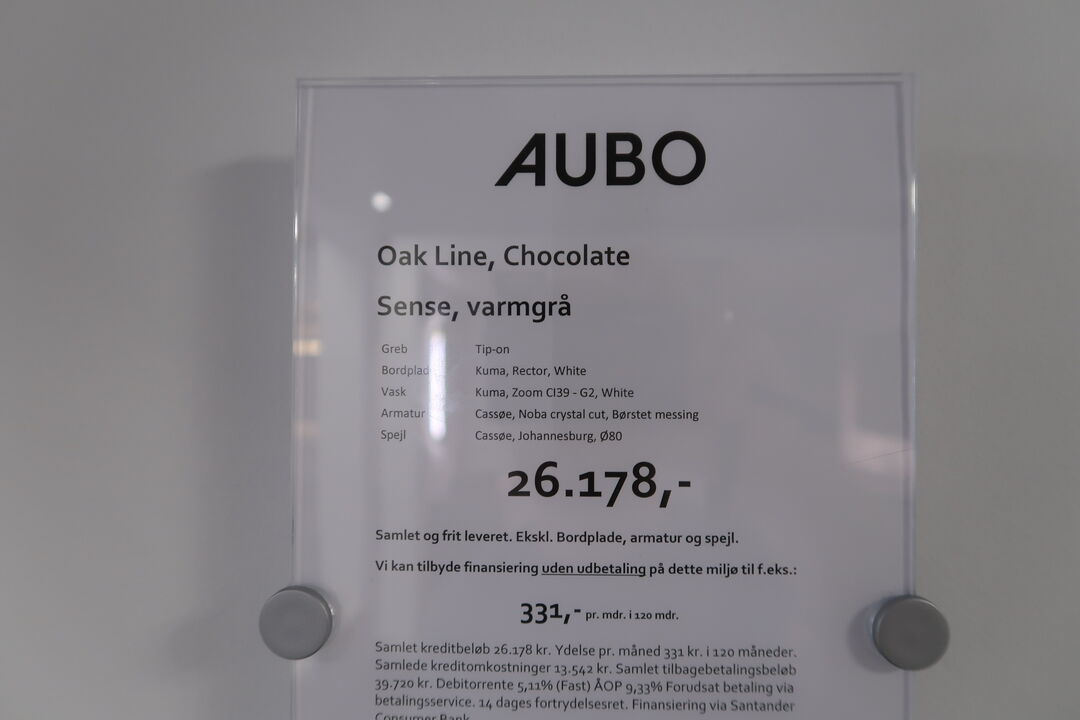 AUBO
Oak Line, Chocolate
Sense, varmgrå
Greb Tip-on
Bordplad Kuma, Rector, White
Vask Kuma, Zoom CI39 - G2, White
Armatur Cassøe, Noba crystal cut, Børstet messing
Spejl Cassøe, Johannesburg, Ø80
26.178,-
Samlet og frit leveret. Ekskl. Bordplade, armatur og spejl.
Vi kan tilbyde finansiering uden udbetaling på dette miljø til f.eks.:
331,- pr. mdr. i 120 mdr.
Samlet kreditbeløb 26.178 kr. Ydelse pr. måned 331 kr. i 120 måneder.
Samlede kreditomkostninger 13.542 kr. Samlet tilbagebetalingsbeløb
39.720 kr. Debitorrente 5,11% (Fast) ÅOP 9,33% Forudsat betaling via
betalingsservice. 14 dages fortrydelsesret. Finansiering via Santander
Consumer Bank